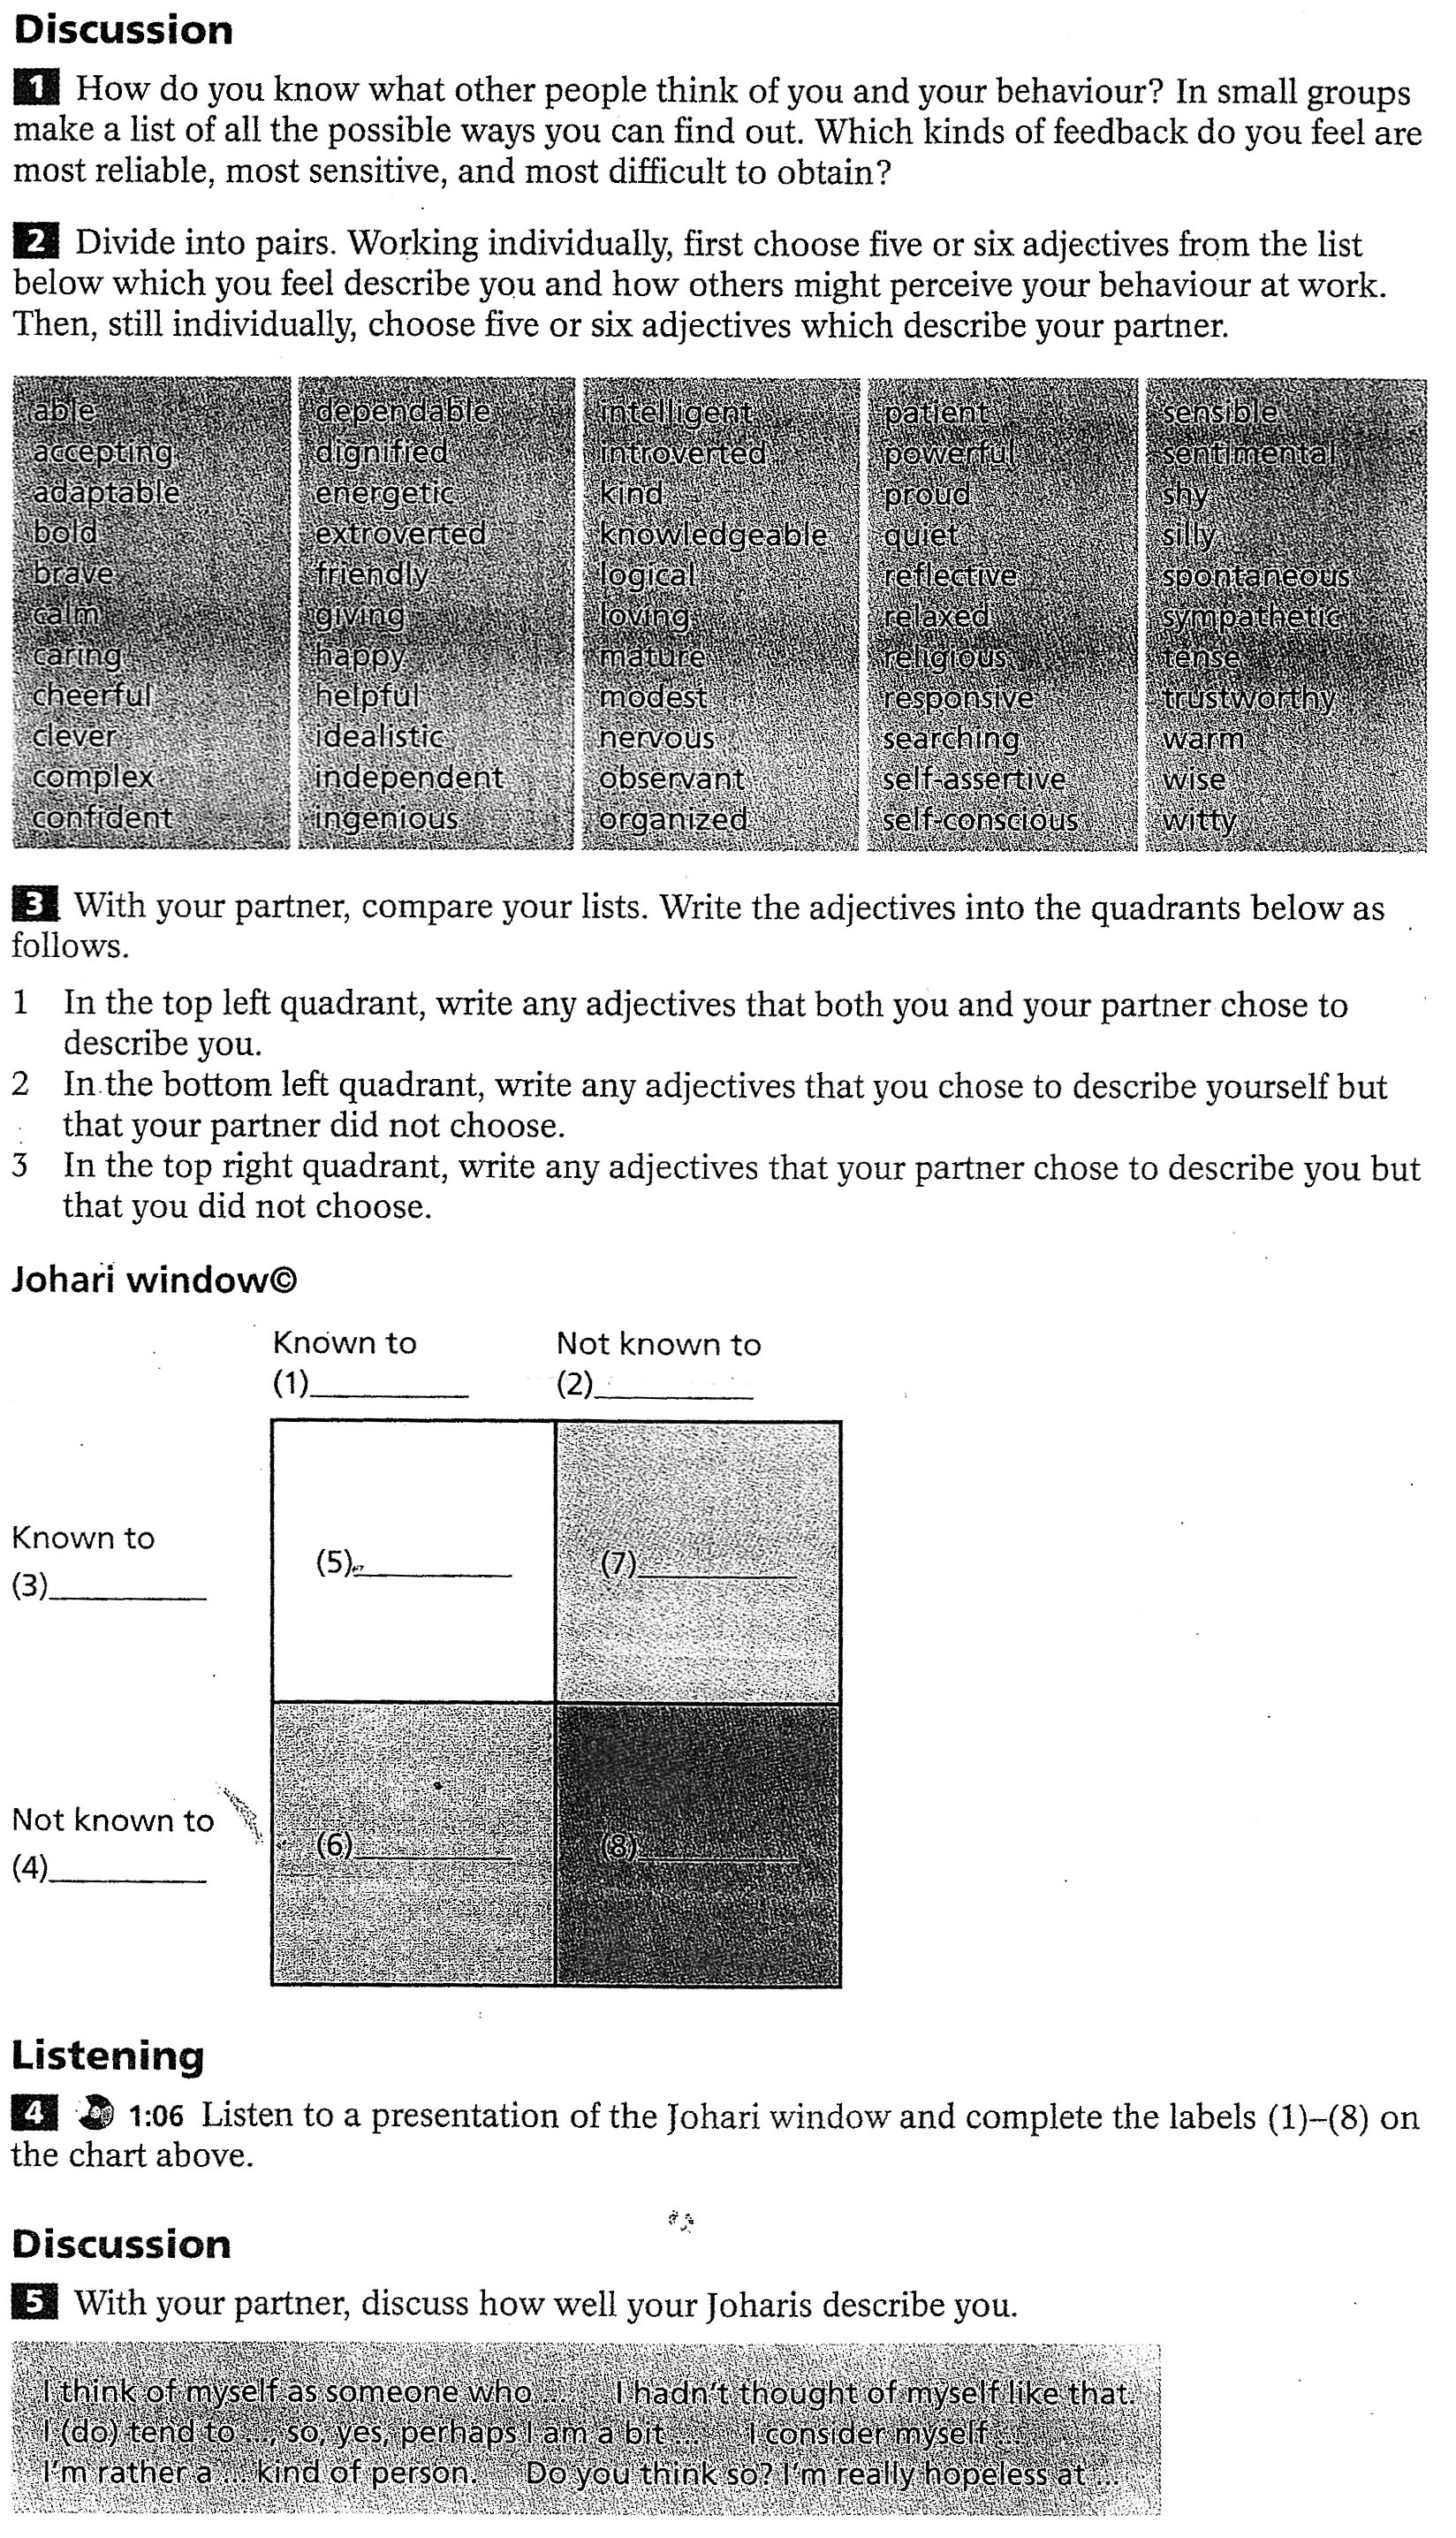 Discussion
1 How do you know what other people think of you and your behaviour? In small groups
make a list of all the possible ways you can find out. Which kinds of feedback do you feel are
most reliable, most sensitive, and most difficult to obtain?
2 Divide into pairs. Working individually, first choose five or six adjectives from the list
below which you feel describe you and how others might perceive your behaviour at work.
Then, still individually, choose five or six adjectives which describe your partner.
able
accepting
adaptable
bold
brave
calm
caring
cheerful
clever
complex
confident
dependable
dignified
energetic
extroverted
friendly
giving
happy
helpful
idealistic
independent
ingenious
intelligent
introverted
kind
knowledgeable
logical
loving
mature
modest
nervous
observant
organized
patient
powerful
proud
quiet
reflective
relaxed
religious
responsive
searching
self-assertive
self-conscious
sensible
sentimental
shy
silly
spontaneous
sympathetic
tense
trustworthy
warm
wise
witty
3 With your partner, compare your lists. Write the adjectives into the quadrants below as
follows.
1 In the top left quadrant, write any adjectives that both you and your partner chose to
describe you.
2 In the bottom left quadrant, write any adjectives that you chose to describe yourself but
that your partner did not choose.
3 In the top right quadrant, write any adjectives that your partner chose to describe you but
that you did not choose.
Johari window©
Known to
(1)__________
Not known to
(2)__________
Known to
(3)__________
(5)__________
(7)__________
Not known to
(4)__________
(6)__________
(8)__________
Listening
4 1:06 Listen to a presentation of the Johari window and complete the labels (1)–(8) on
the chart above.
Discussion
5 With your partner, discuss how well your Joharis describe you.
I think of myself as someone who ... I hadn't thought of myself like that.
I (do) tend to ..., so, yes, perhaps I am a bit ... I consider myself ...
I'm rather a ... kind of person. Do you think so? I'm really hopeless at ...